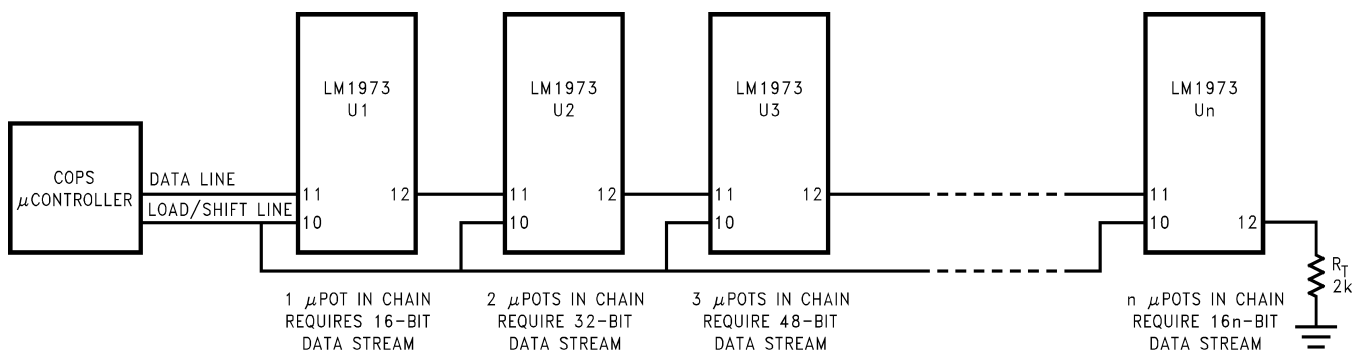 LM1973
U1
LM1973
U2
LM1973
U3
LM1973
Un
COPS
μCONTROLLER
DATA LINE
LOAD/SHIFT LINE
11
12
10
11
12
10
11
12
10
11
10
12
R_T
2k
1 μPOT IN CHAIN
REQUIRES 16-BIT
DATA STREAM
2 μPOTS IN CHAIN
REQUIRE 32-BIT
DATA STREAM
3 μPOTS IN CHAIN
REQUIRE 48-BIT
DATA STREAM
n μPOTS IN CHAIN
REQUIRE 16n-BIT
DATA STREAM